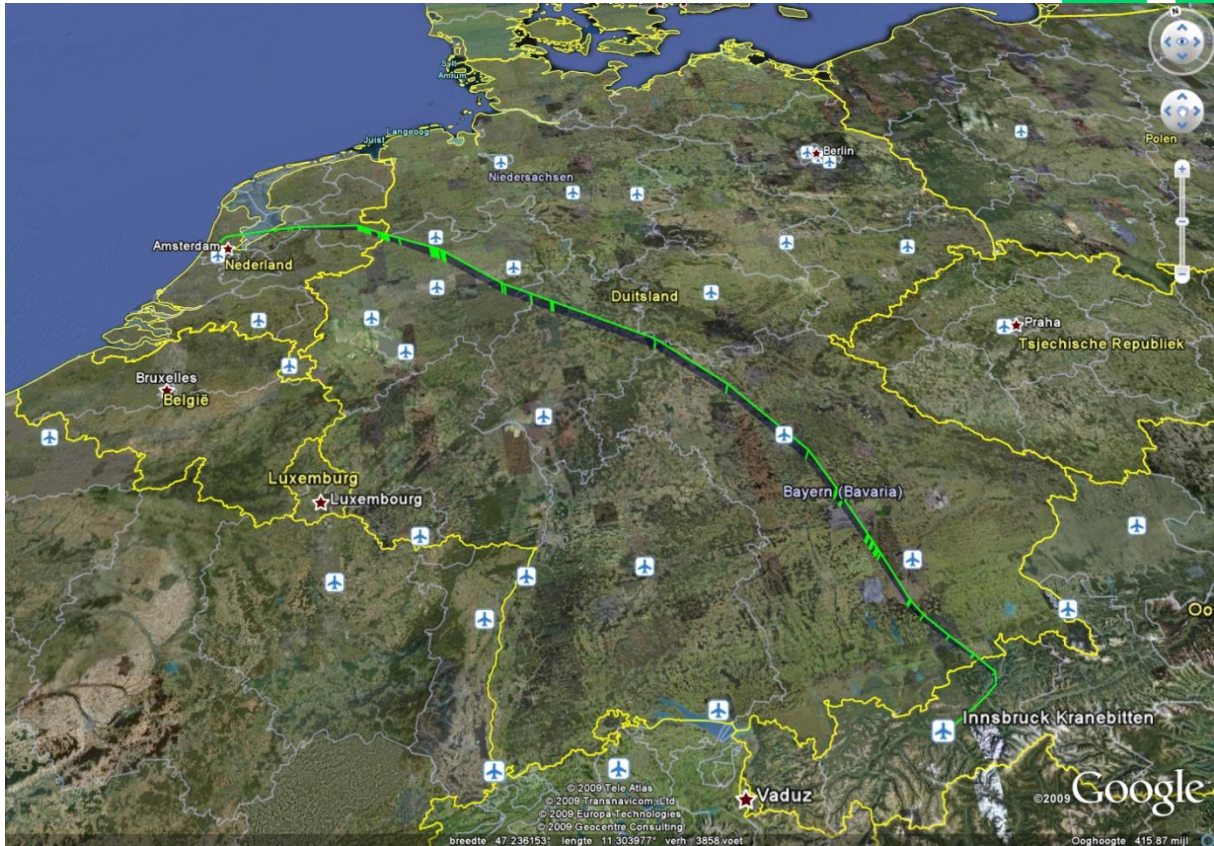 N
Sylt
Amrum
Juist
Langeoog
Polen
Berlin
Niedersachsen
Amsterdam
Nederland
Duitsland
Praha
Tsjechische Republiek
Bruxelles
België
Luxemburg
Luxembourg
Bayern (Bavaria)
Oo
Innsbruck Kranebitten
Vaduz
© 2009 Tele Atlas
© 2009 Transnavicom, Ltd
© 2009 Europa Technologies
© 2009 Geocentre Consulting
©2009 Google
breedte 47.236153° lengte 11.303977° verh 3858 voet
Ooghoogte 415.87 mijl